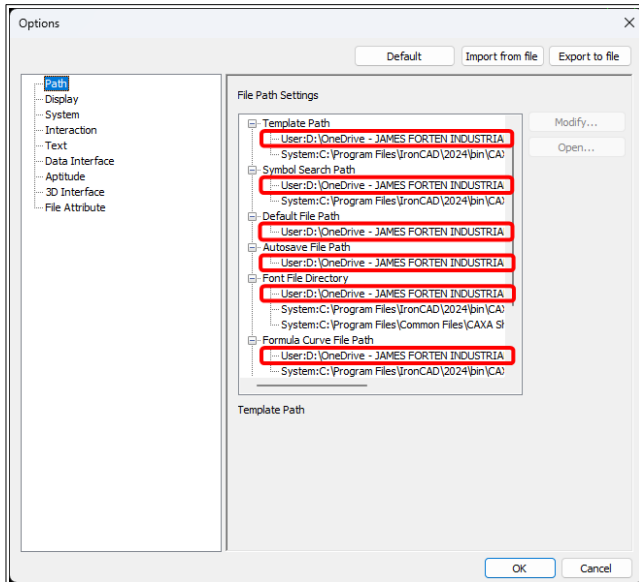 Options
Default
Import from file
Export to file
Path
Display
System
Interaction
Text
Data Interface
Aptitude
3D Interface
File Attribute
File Path Settings
Template Path
User:D:\OneDrive - JAMES FORTEN INDUSTRIA
System:C:\Program Files\IronCAD\2024\bin\CAX
Symbol Search Path
User:D:\OneDrive - JAMES FORTEN INDUSTRIA
System:C:\Program Files\IronCAD\2024\bin\CAX
Default File Path
User:D:\OneDrive - JAMES FORTEN INDUSTRIA
Autosave File Path
User:D:\OneDrive - JAMES FORTEN INDUSTRIA
Font File Directory
User:D:\OneDrive - JAMES FORTEN INDUSTRIA
System:C:\Program Files\IronCAD\2024\bin\CAX
System:C:\Program Files\Common Files\CAXA Sh
Formula Curve File Path
User:D:\OneDrive - JAMES FORTEN INDUSTRIA
System:C:\Program Files\IronCAD\2024\bin\CAX
Modify...
Open...
Template Path
OK
Cancel